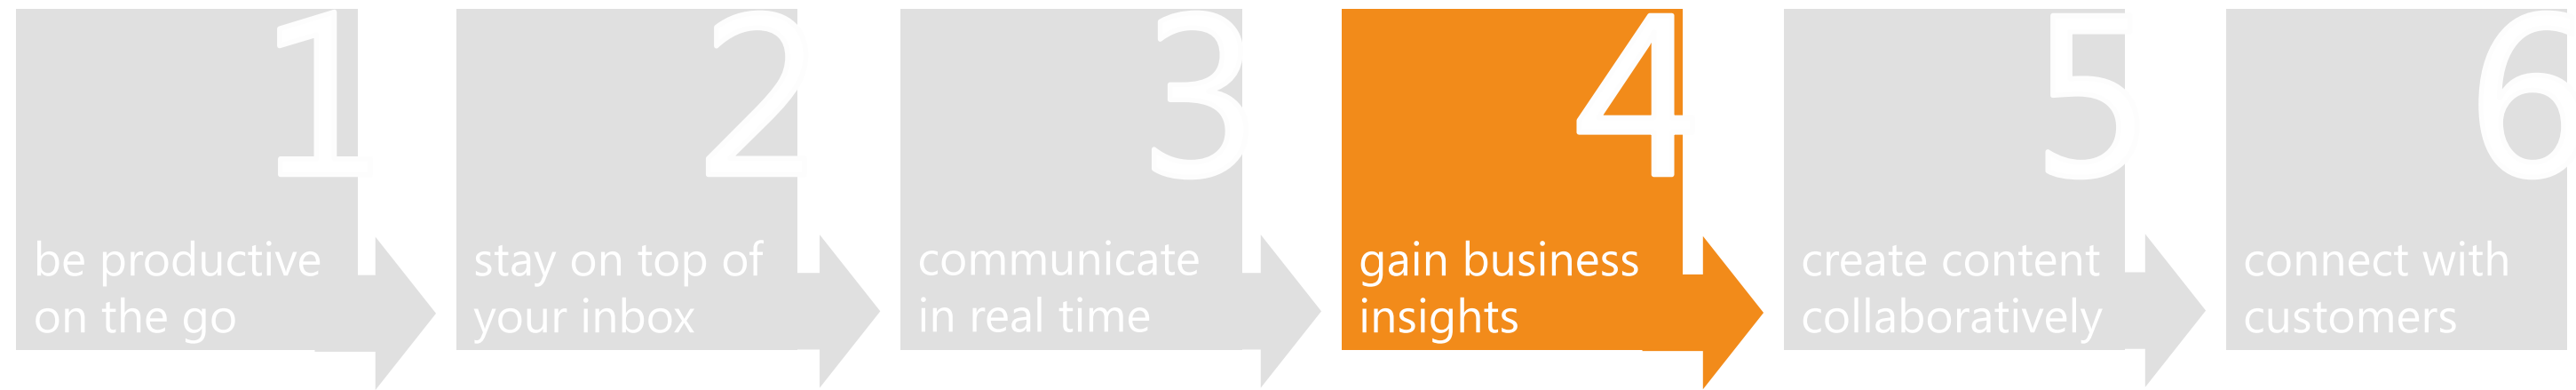 1
be productive
on the go
2
stay on top of
your inbox
3
communicate
in real time
4
gain business
insights
5
create content
collaboratively
6
connect with
customers